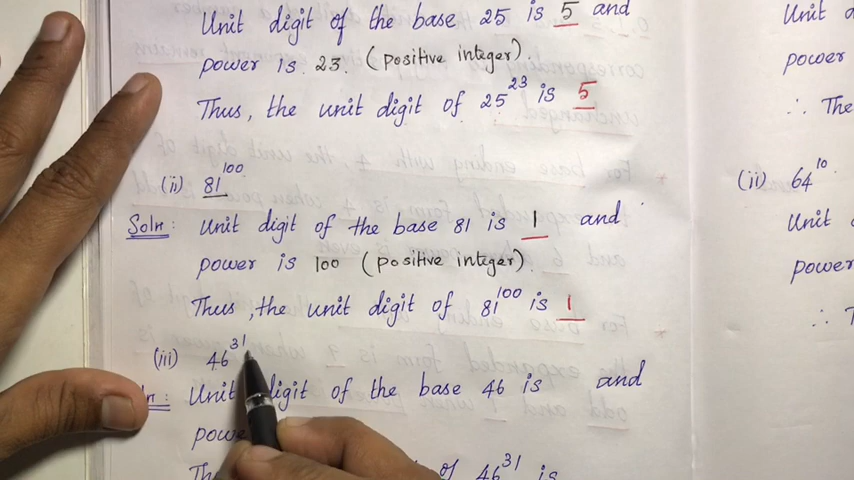 Unit digit of the base 25 is 5 and
power is 23. (positive integer).
Thus, the unit digit of 25^23 is 5
(ii) 81^100
Soln: Unit digit of the base 81 is 1 and
power is 100 (positive integer).
Thus, the unit digit of 81^100 is 1
(iii) 46^31
Unit digit of the base 46 is and
of 46^31 is
Unit
power
∴ The
(ii) 64^10
Unit
power